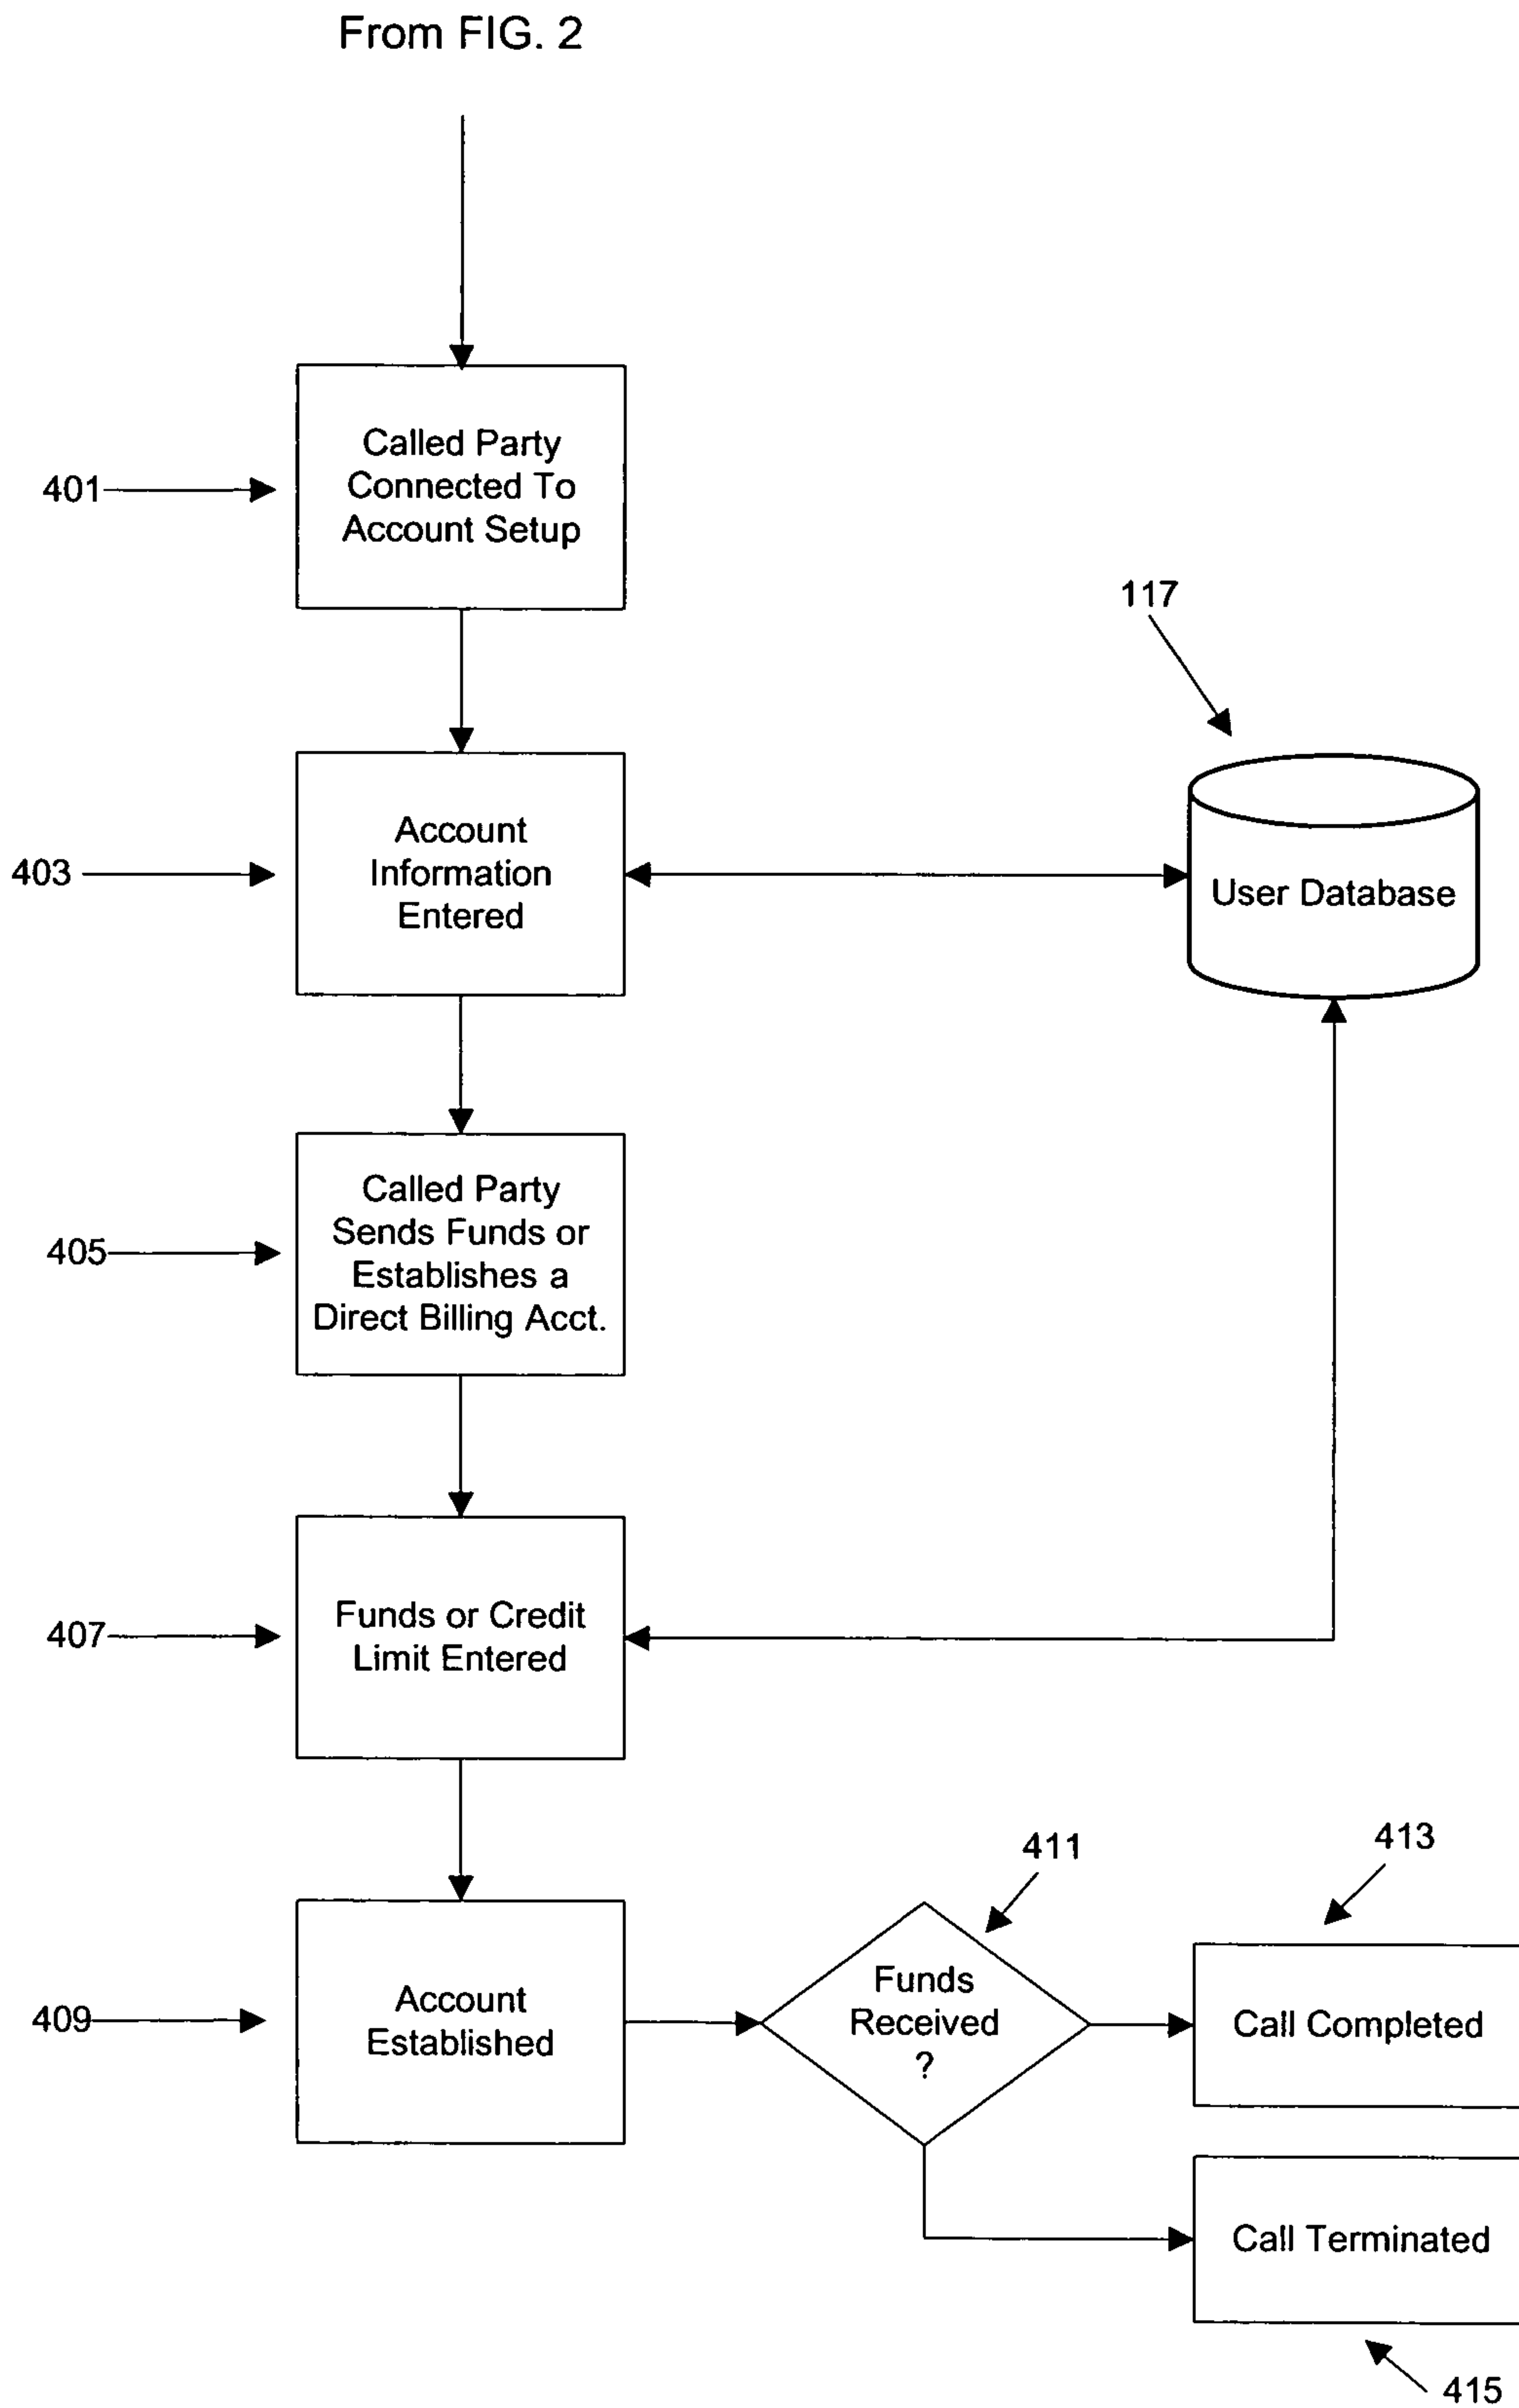 From FIG. 2
401
Called Party
Connected To
Account Setup
117
403
Account
Information
Entered
User Database
405
Called Party
Sends Funds or
Establishes a
Direct Billing Acct.
407
Funds or Credit
Limit Entered
409
Account
Established
411
Funds
Received
?
413
Call Completed
Call Terminated
415